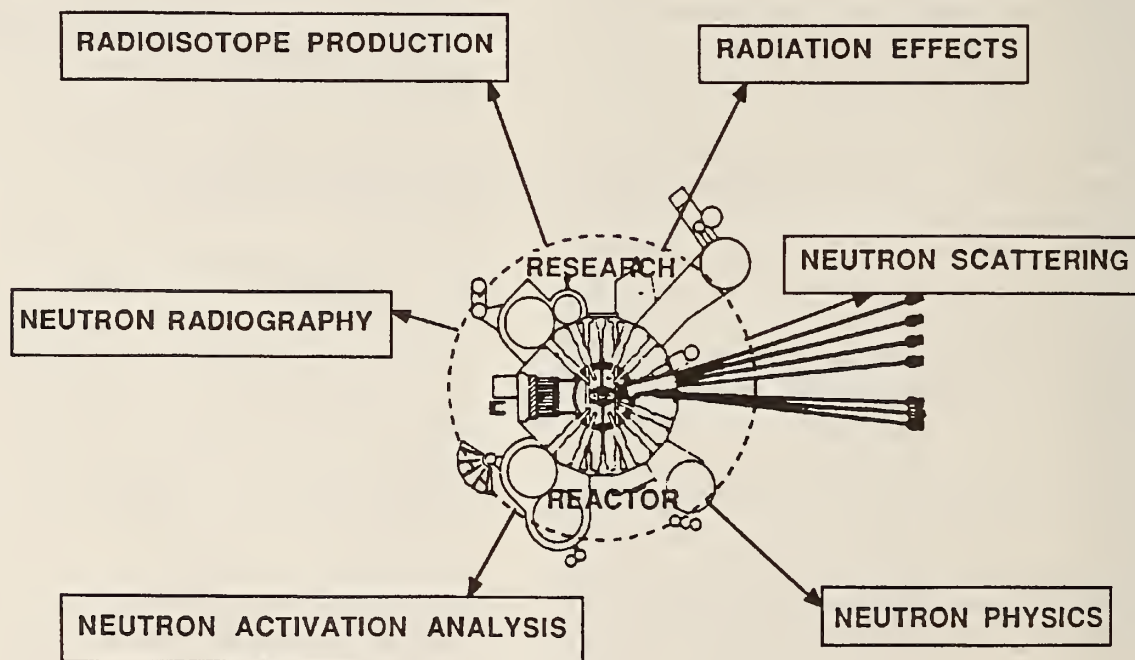 RADIOISOTOPE PRODUCTION
RADIATION EFFECTS
RESEARCH
NEUTRON SCATTERING
NEUTRON RADIOGRAPHY
REACTOR
NEUTRON ACTIVATION ANALYSIS
NEUTRON PHYSICS